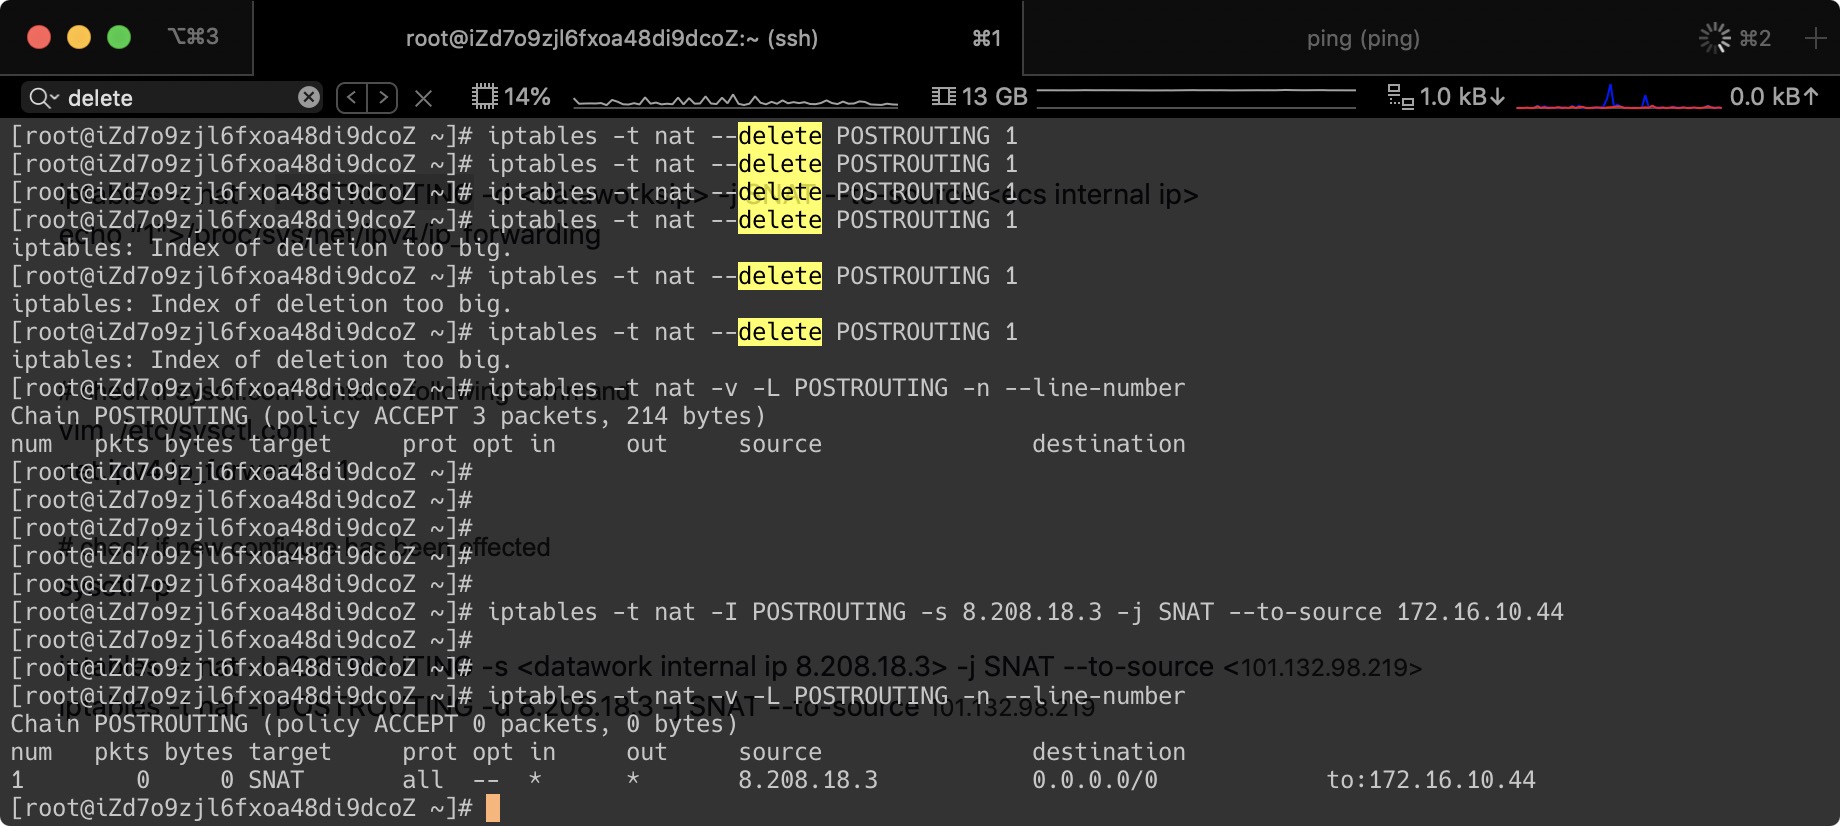 ⌥⌘3
root@iZd7o9zjl6fxoa48di9dcoZ:~ (ssh) ⌘1
ping (ping) ⌘2 +
delete 14% 13 GB 1.0 kB↓ 0.0 kB↑
[root@iZd7o9zjl6fxoa48di9dcoZ ~]# iptables -t nat --delete POSTROUTING 1
[root@iZd7o9zjl6fxoa48di9dcoZ ~]# iptables -t nat --delete POSTROUTING 1
[root@iZd7o9zjl6fxoa48di9dcoZ ~]# iptables -t nat --delete POSTROUTING 1
-d <dataworksip> -j SNAT --to-source <ecs internal ip>
[root@iZd7o9zjl6fxoa48di9dcoZ ~]# iptables -t nat --delete POSTROUTING 1
echo "1">/proc/sys/net/ipv4/ip_forwarding
iptables: Index of deletion too big.
[root@iZd7o9zjl6fxoa48di9dcoZ ~]# iptables -t nat --delete POSTROUTING 1
iptables: Index of deletion too big.
[root@iZd7o9zjl6fxoa48di9dcoZ ~]# iptables -t nat --delete POSTROUTING 1
iptables: Index of deletion too big.
[root@iZd7o9zjl6fxoa48di9dcoZ ~]# iptables -t nat -v -L POSTROUTING -n --line-number
# check if sysctl.conf contains following command
Chain POSTROUTING (policy ACCEPT 3 packets, 214 bytes)
vim /etc/sysctl.conf
num pkts bytes target prot opt in out source destination
[root@iZd7o9zjl6fxoa48di9dcoZ ~]#
[root@iZd7o9zjl6fxoa48di9dcoZ ~]#
[root@iZd7o9zjl6fxoa48di9dcoZ ~]#
# check if new configure has been effected
[root@iZd7o9zjl6fxoa48di9dcoZ ~]#
[root@iZd7o9zjl6fxoa48di9dcoZ ~]#
sysctl -p
[root@iZd7o9zjl6fxoa48di9dcoZ ~]# iptables -t nat -I POSTROUTING -s 8.208.18.3 -j SNAT --to-source 172.16.10.44
[root@iZd7o9zjl6fxoa48di9dcoZ ~]#
[root@iZd7o9zjl6fxoa48di9dcoZ ~]#
iptables -t nat -I POSTROUTING -s <datawork internal ip 8.208.18.3> -j SNAT --to-source <101.132.98.219>
[root@iZd7o9zjl6fxoa48di9dcoZ ~]# iptables -t nat -v -L POSTROUTING -n --line-number
iptables -t nat -I POSTROUTING -d 8.208.18.3 -j SNAT --to-source 101.132.98.219
Chain POSTROUTING (policy ACCEPT 0 packets, 0 bytes)
num pkts bytes target prot opt in out source destination
1 0 0 SNAT all -- * * 8.208.18.3 0.0.0.0/0 to:172.16.10.44
[root@iZd7o9zjl6fxoa48di9dcoZ ~]#